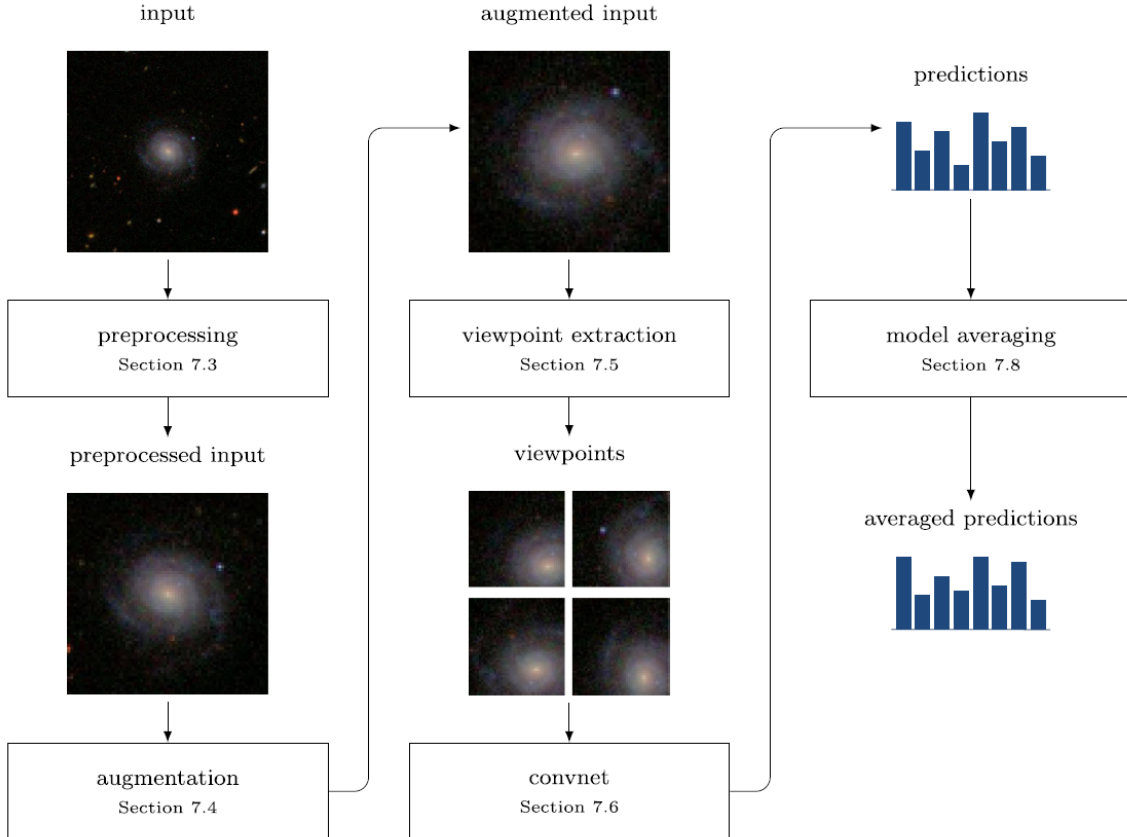 input
preprocessing
Section 7.3
preprocessed input
augmentation
Section 7.4
augmented input
viewpoint extraction
Section 7.5
viewpoints
convnet
Section 7.6
predictions
model averaging
Section 7.8
averaged predictions